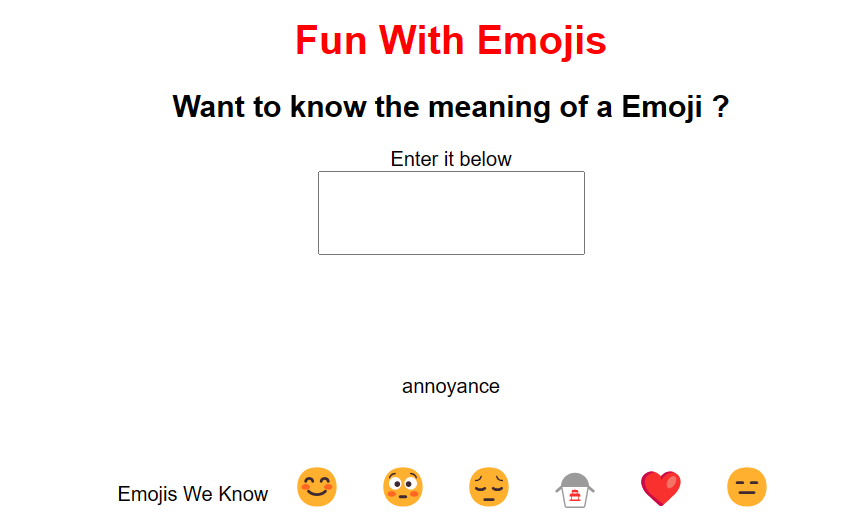 Fun With Emojis
Want to know the meaning of a Emoji ?
Enter it below
annoyance
Emojis We Know